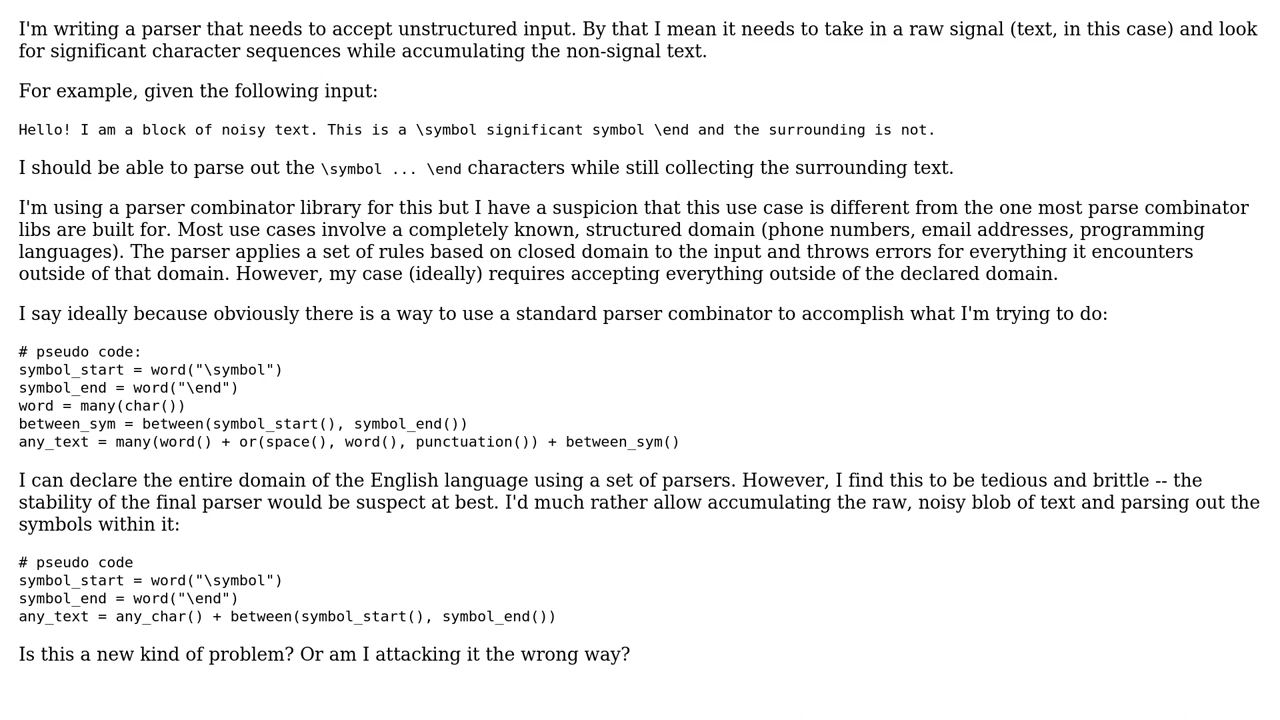 I'm writing a parser that needs to accept unstructured input. By that I mean it needs to take in a raw signal (text, in this case) and look
for significant character sequences while accumulating the non-signal text.
For example, given the following input:
Hello! I am a block of noisy text. This is a \symbol significant symbol \end and the surrounding is not.
I should be able to parse out the \symbol ... \end characters while still collecting the surrounding text.
I'm using a parser combinator library for this but I have a suspicion that this use case is different from the one most parse combinator
libs are built for. Most use cases involve a completely known, structured domain (phone numbers, email addresses, programming
languages). The parser applies a set of rules based on closed domain to the input and throws errors for everything it encounters
outside of that domain. However, my case (ideally) requires accepting everything outside of the declared domain.
I say ideally because obviously there is a way to use a standard parser combinator to accomplish what I'm trying to do:
# pseudo code:
symbol_start = word("\symbol")
symbol_end = word("\end")
word = many(char())
between_sym = between(symbol_start(), symbol_end())
any_text = many(word() + or(space(), word(), punctuation()) + between_sym()
I can declare the entire domain of the English language using a set of parsers. However, I find this to be tedious and brittle -- the
stability of the final parser would be suspect at best. I'd much rather allow accumulating the raw, noisy blob of text and parsing out the
symbols within it:
# pseudo code
symbol_start = word("\symbol")
symbol_end = word("\end")
any_text = any_char() + between(symbol_start(), symbol_end())
Is this a new kind of problem? Or am I attacking it the wrong way?